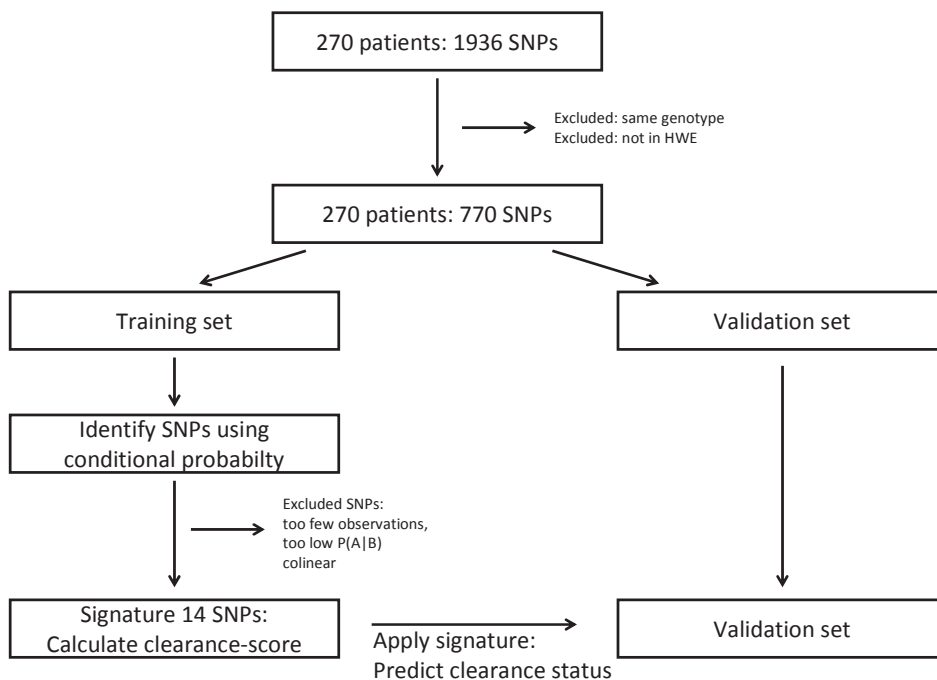 270 patients: 1936 SNPs
Excluded: same genotype
Excluded: not in HWE
270 patients: 770 SNPs
Training set
Validation set
Identify SNPs using
conditional probabilty
Excluded SNPs:
too few observations,
too low P(A|B)
colinear
Signature 14 SNPs:
Calculate clearance-score
Apply signature:
Predict clearance status
Validation set